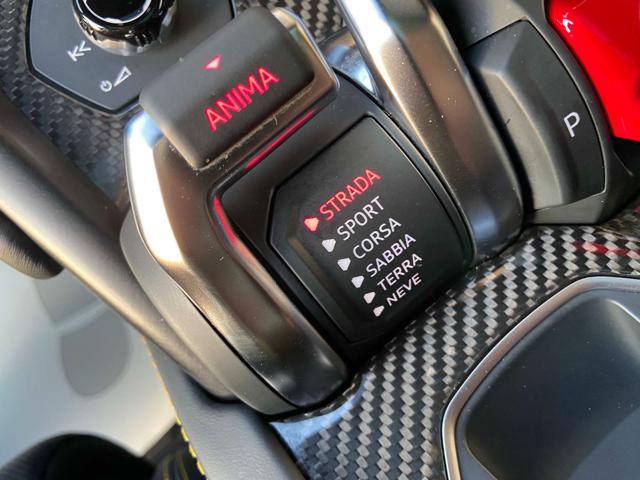 ANIMA
STRADA
SPORT
CORSA
SABBIA
TERRA
NEVE
P